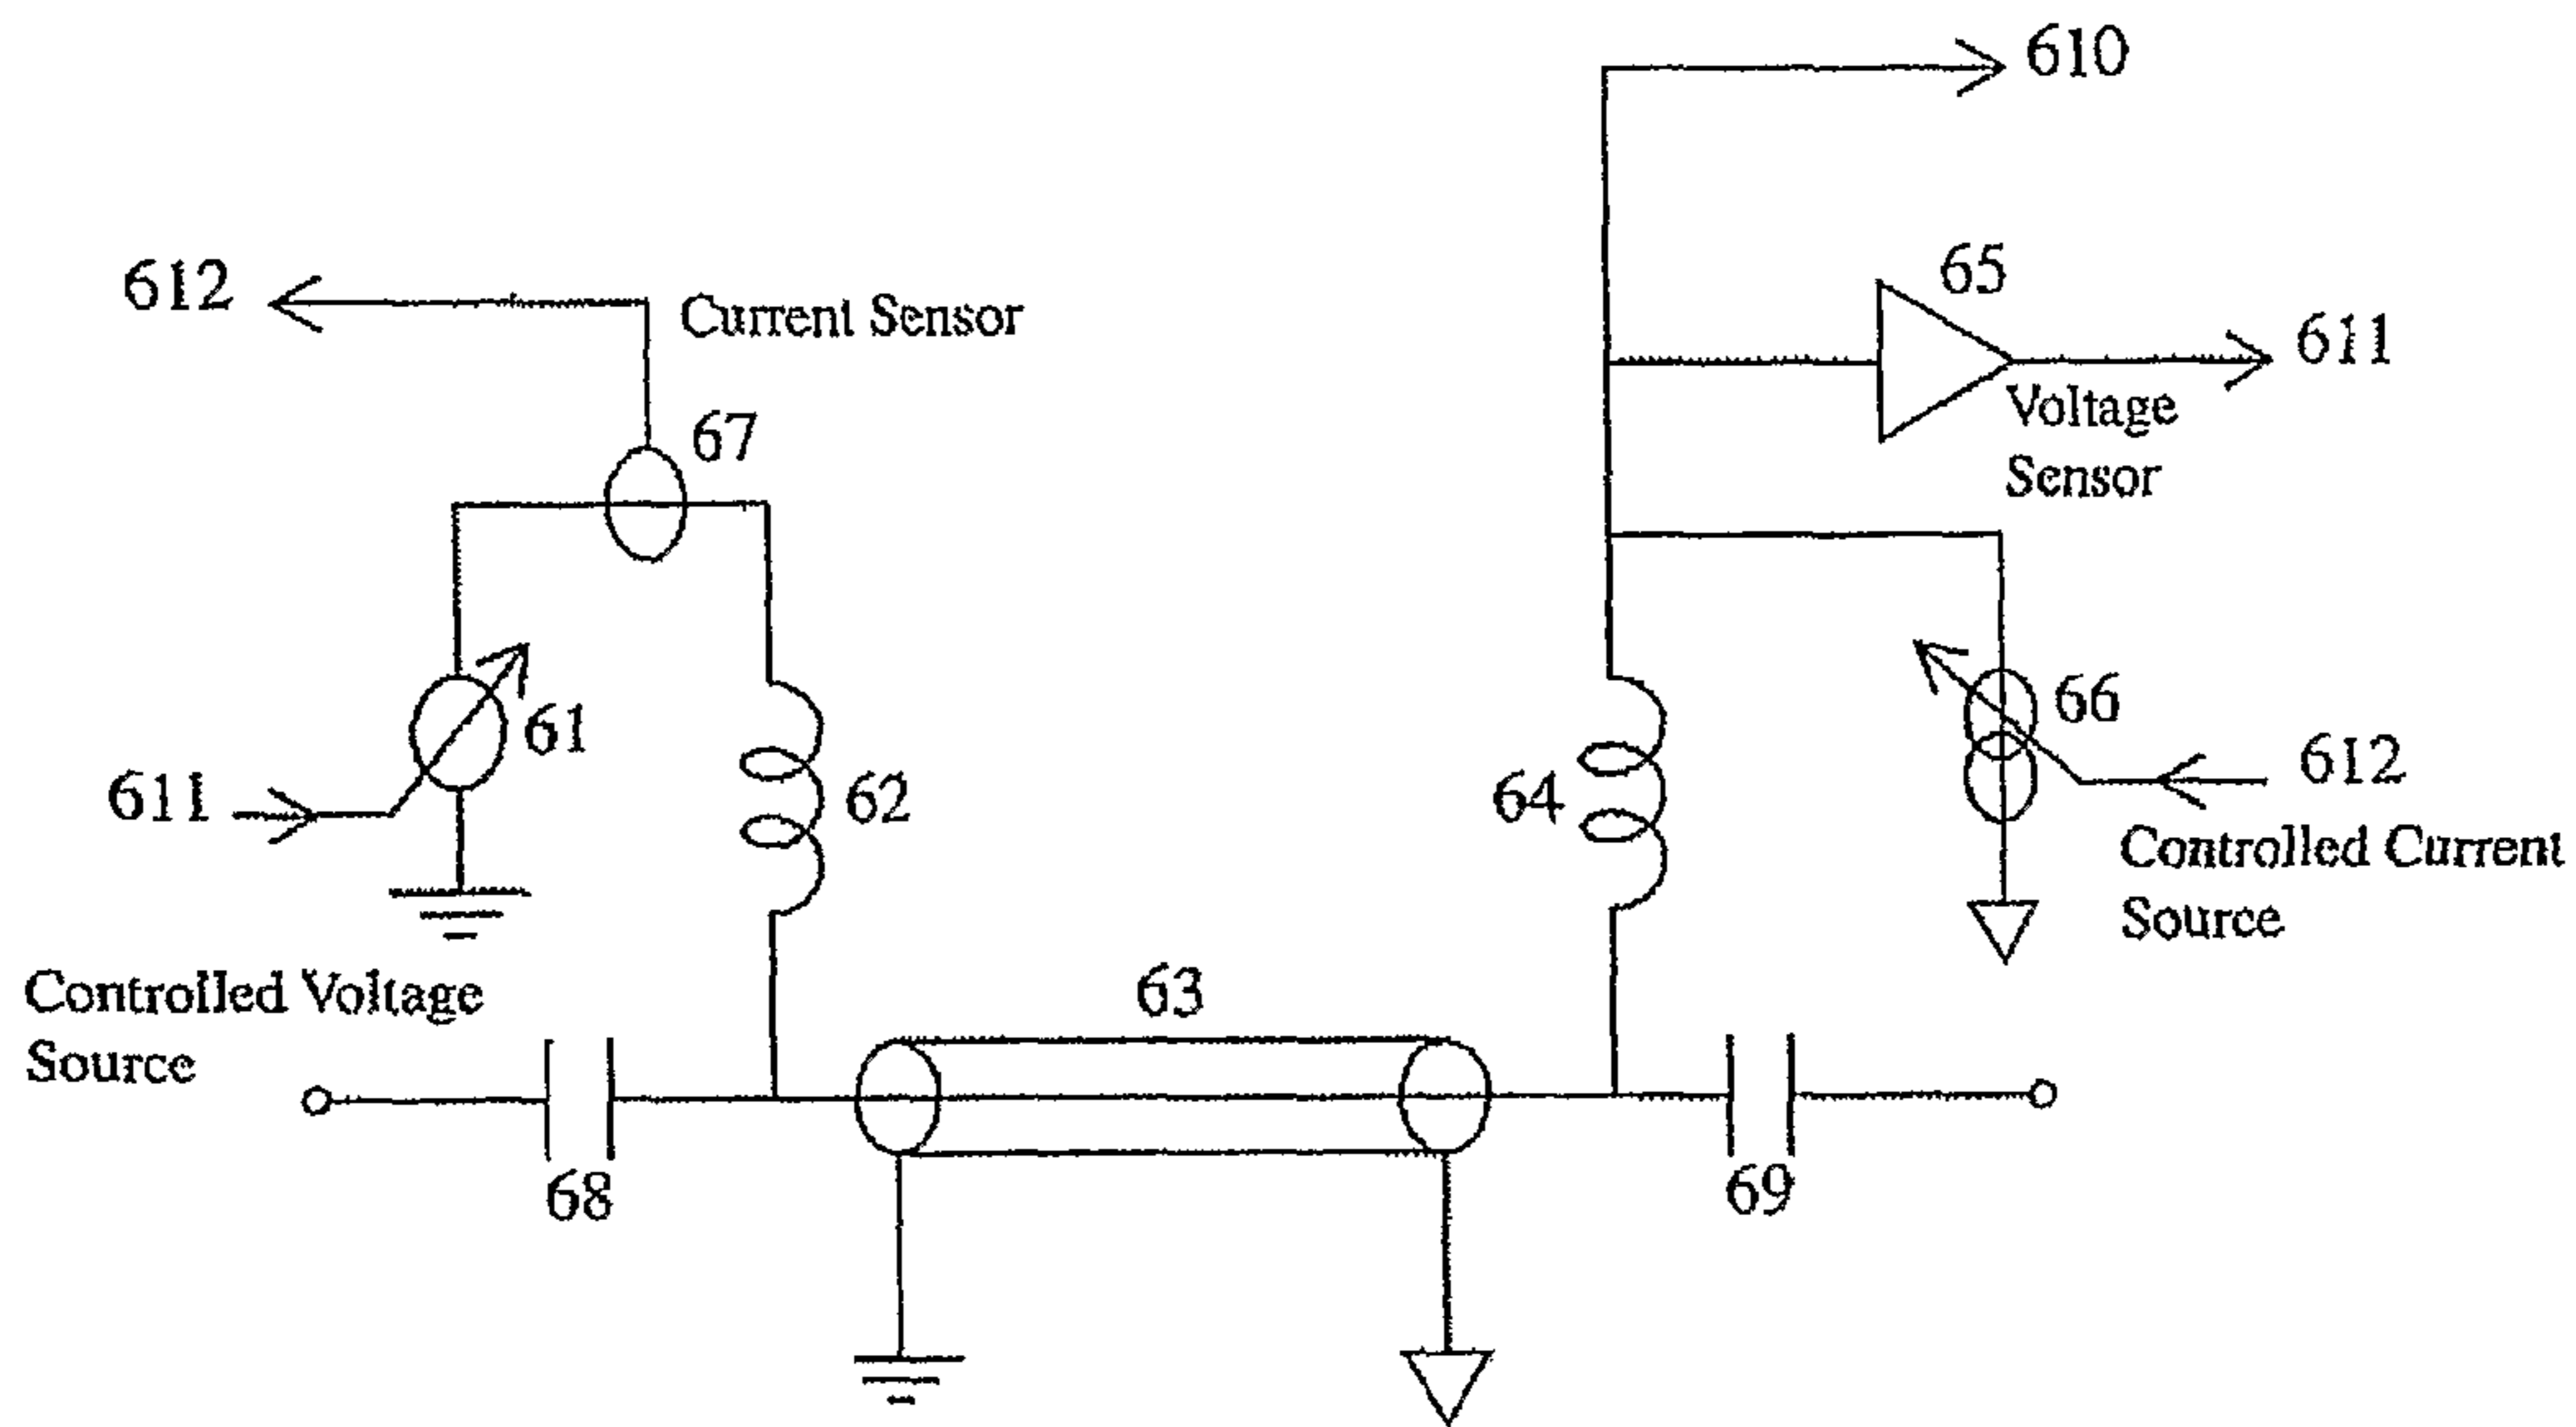 610
65
611
Voltage
Sensor
612
Current Sensor
67
61
611
62
64
66
612
Controlled Current
Source
Controlled Voltage
Source
63
68
69